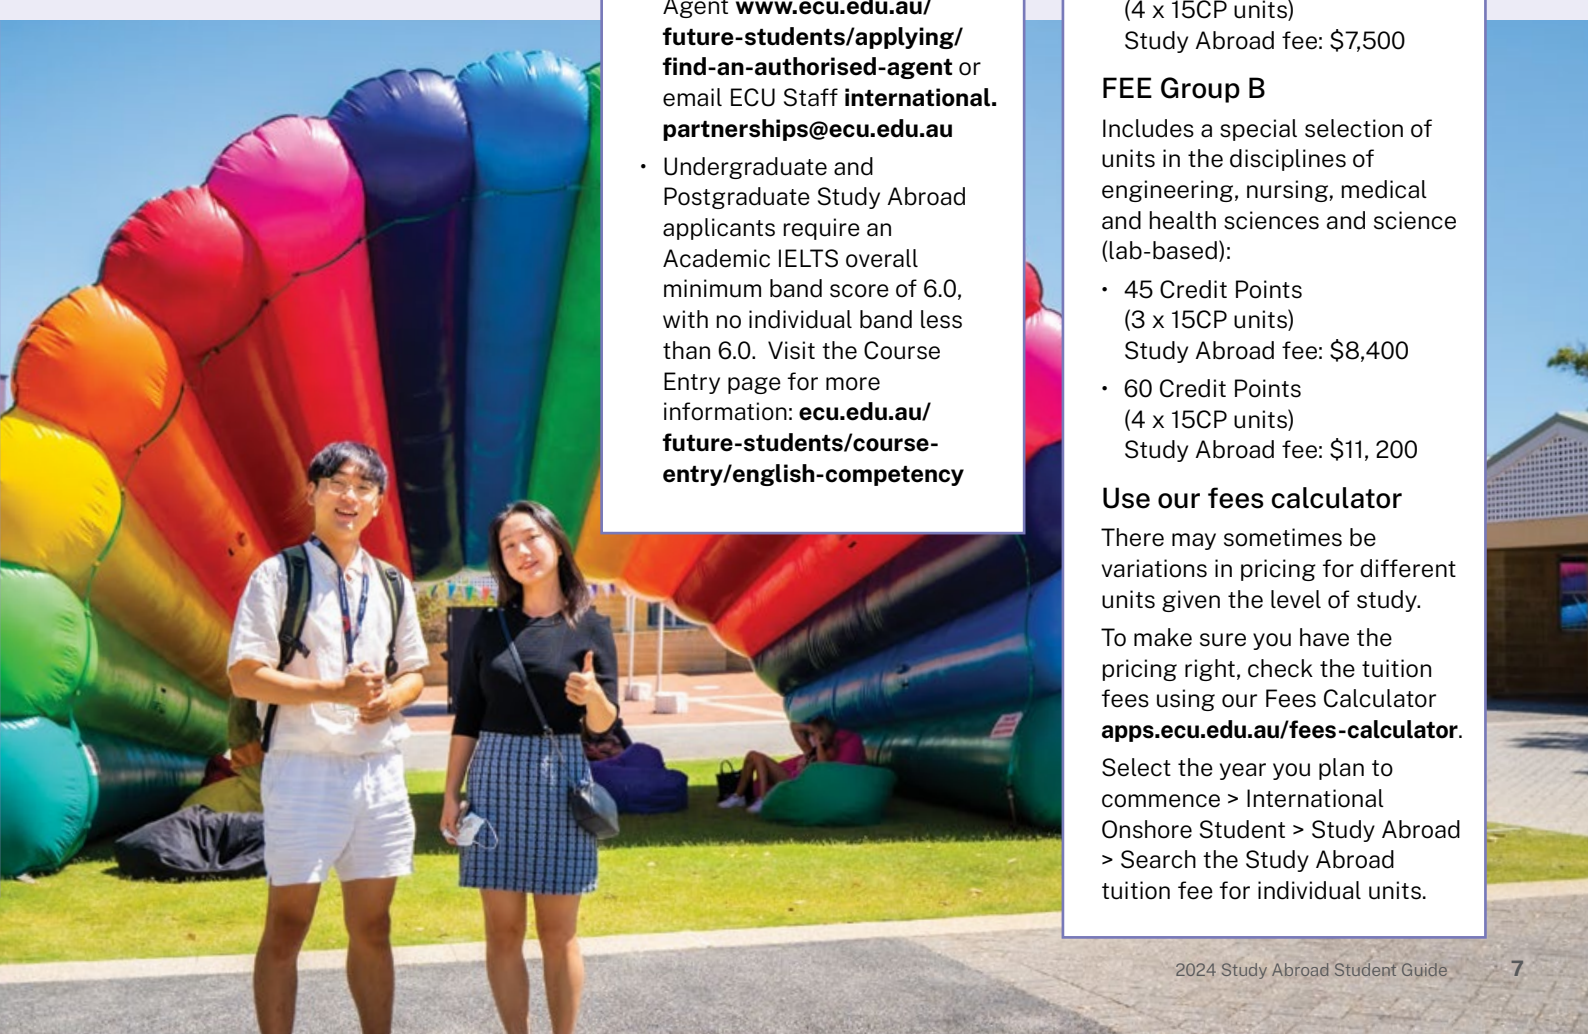 Agent www.ecu.edu.au/
future-students/applying/
find-an-authorised-agent or
email ECU Staff international.
partnerships@ecu.edu.au
• Undergraduate and
Postgraduate Study Abroad
applicants require an
Academic IELTS overall
minimum band score of 6.0,
with no individual band less
than 6.0.  Visit the Course
Entry page for more
information: ecu.edu.au/
future-students/course-
entry/english-competency
(4 x 15CP units)
Study Abroad fee: $7,500
FEE Group B
Includes a special selection of
units in the disciplines of
engineering, nursing, medical
and health sciences and science
(lab-based):
• 45 Credit Points
(3 x 15CP units)
Study Abroad fee: $8,400
• 60 Credit Points
(4 x 15CP units)
Study Abroad fee: $11, 200
Use our fees calculator
There may sometimes be
variations in pricing for different
units given the level of study.
To make sure you have the
pricing right, check the tuition
fees using our Fees Calculator
apps.ecu.edu.au/fees-calculator.
Select the year you plan to
commence > International
Onshore Student > Study Abroad
> Search the Study Abroad
tuition fee for individual units.
2024 Study Abroad Student Guide 7